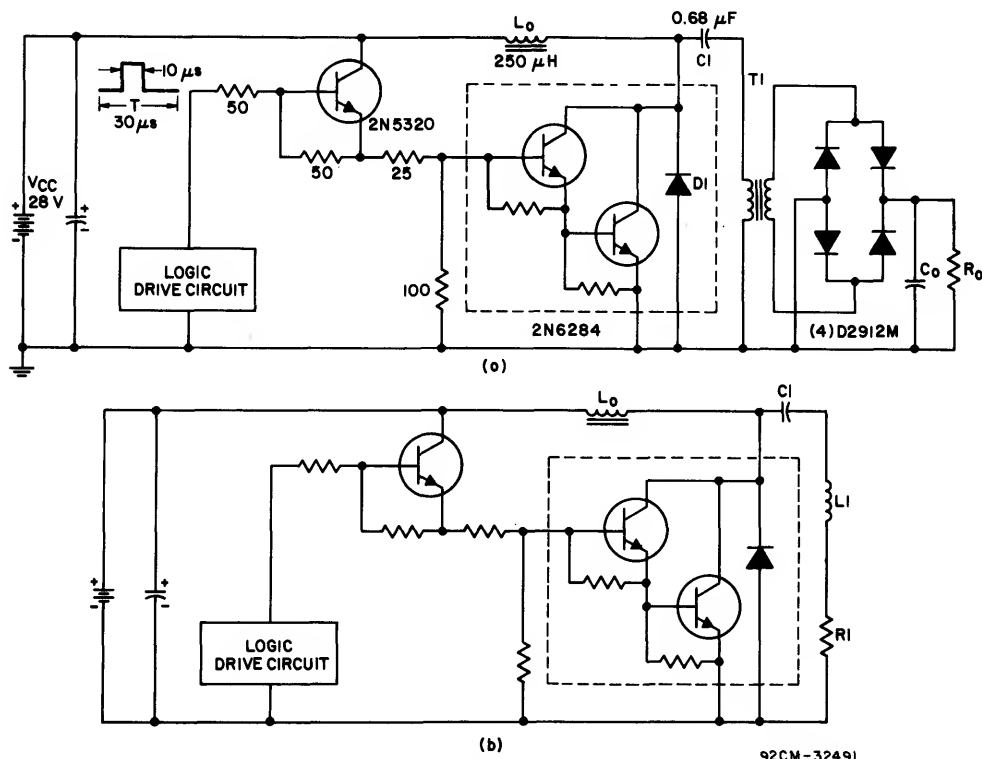 L₀
250 μH
0.68 μF
C1
10 μs
T
30 μs
50
2N5320
50
25
VCC
28 V
+
-
+
-
LOGIC
DRIVE CIRCUIT
100
D1
2N6284
T1
C₀
+
R₀
(4) D2912M
(a)
L₀
C1
L1
R1
+
-
+
-
LOGIC
DRIVE CIRCUIT
(b)
92CM-32491